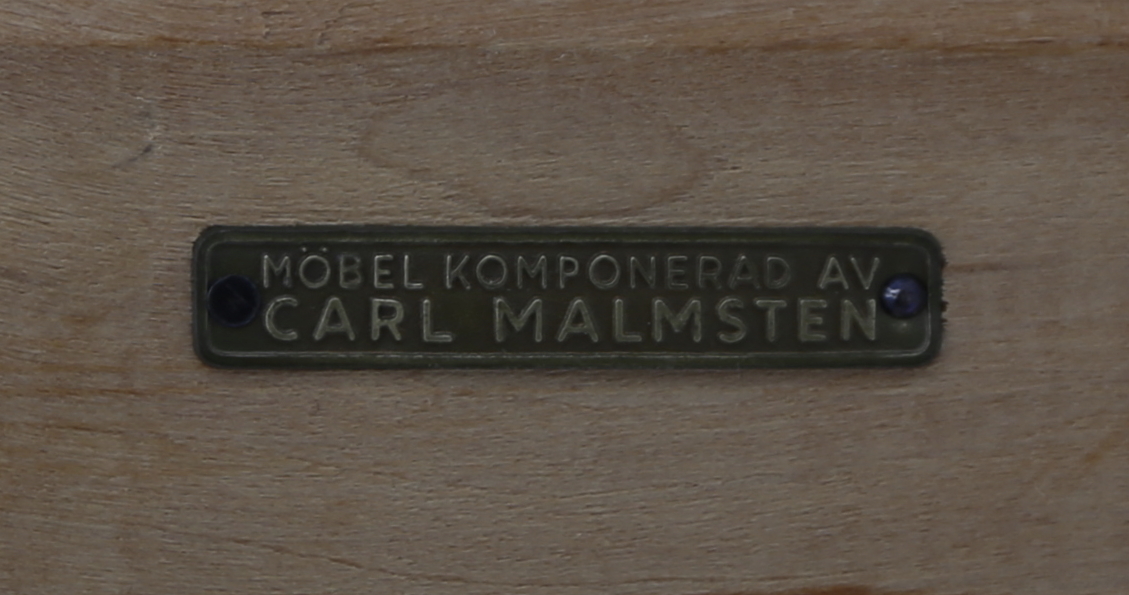 MÖBEL KOMPONERAD AV
CARL MALMSTEN